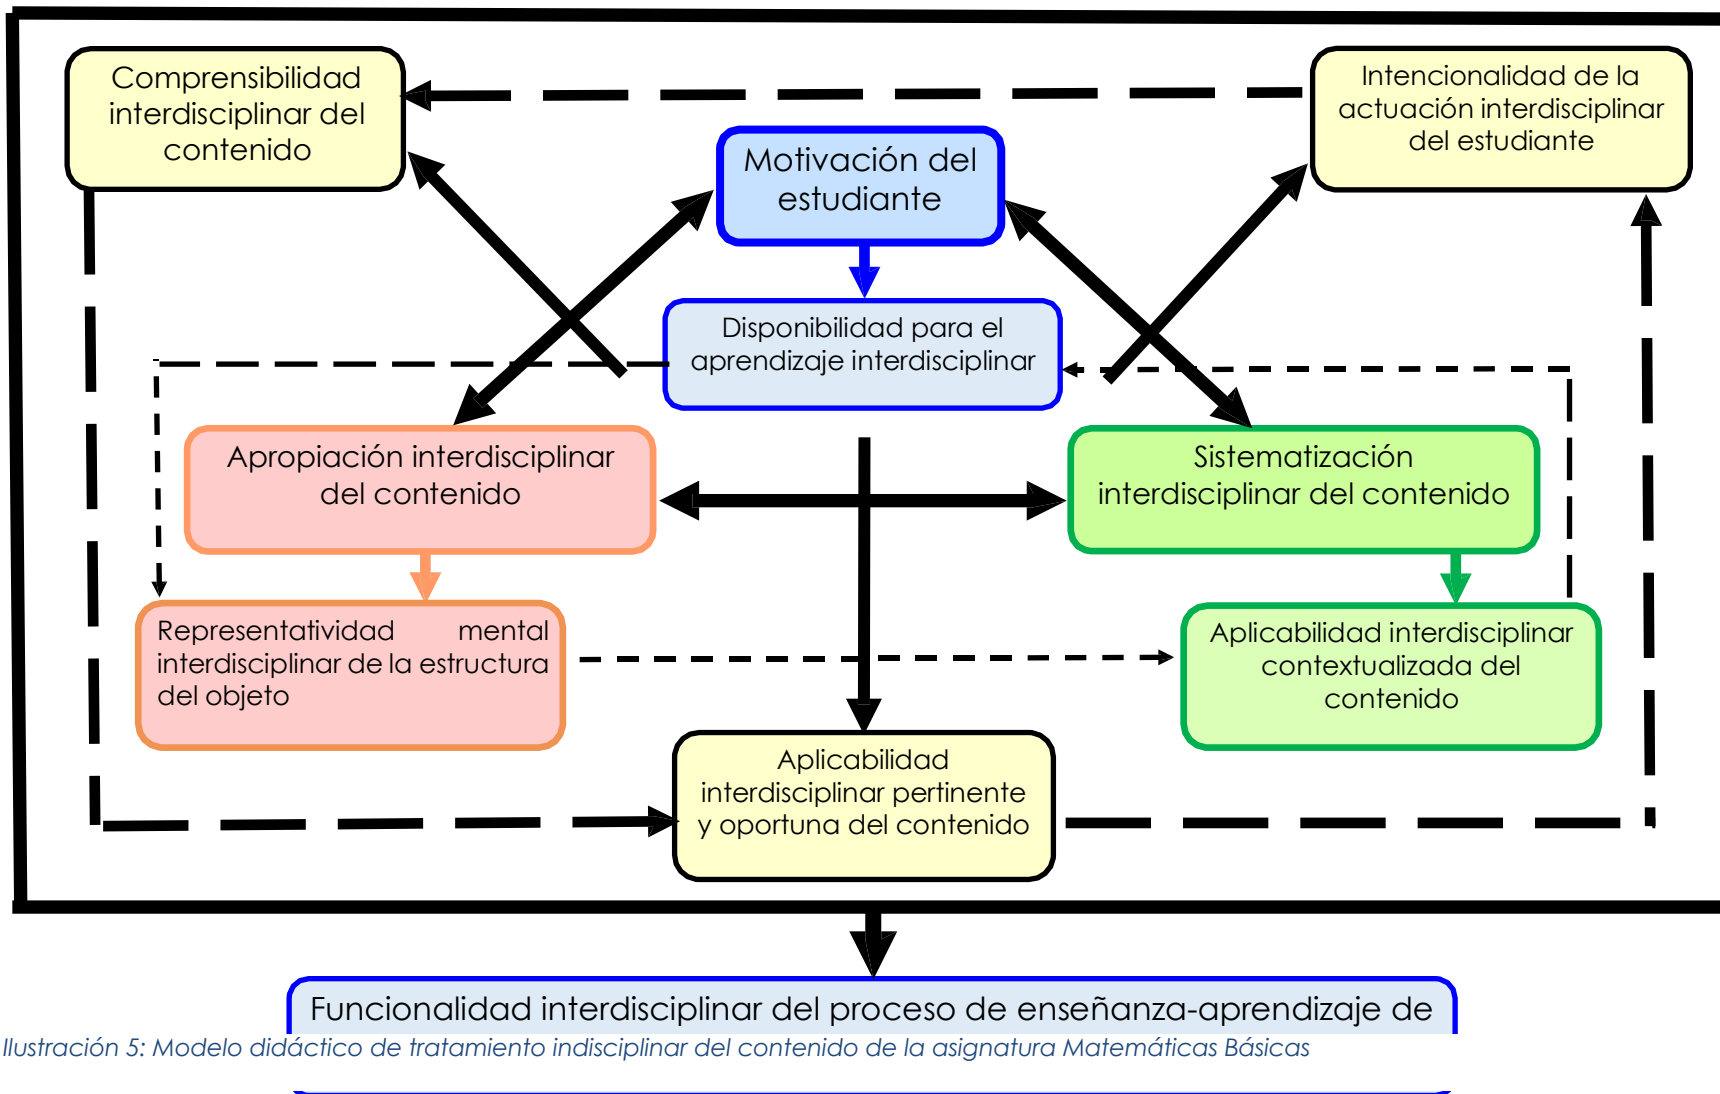 Comprensibilidad
interdisciplinar del
contenido
Intencionalidad de la
actuación interdisciplinar
del estudiante
Motivación del
estudiante
Disponibilidad para el
aprendizaje interdisciplinar
Apropiación interdisciplinar
del contenido
Sistematización
interdisciplinar del contenido
Representatividad mental
interdisciplinar de la estructura
del objeto
Aplicabilidad interdisciplinar
contextualizada del
contenido
Aplicabilidad
interdisciplinar pertinente
y oportuna del contenido
Funcionalidad interdisciplinar del proceso de enseñanza-aprendizaje de
Ilustración 5: Modelo didáctico de tratamiento indisciplinar del contenido de la asignatura Matemáticas Básicas